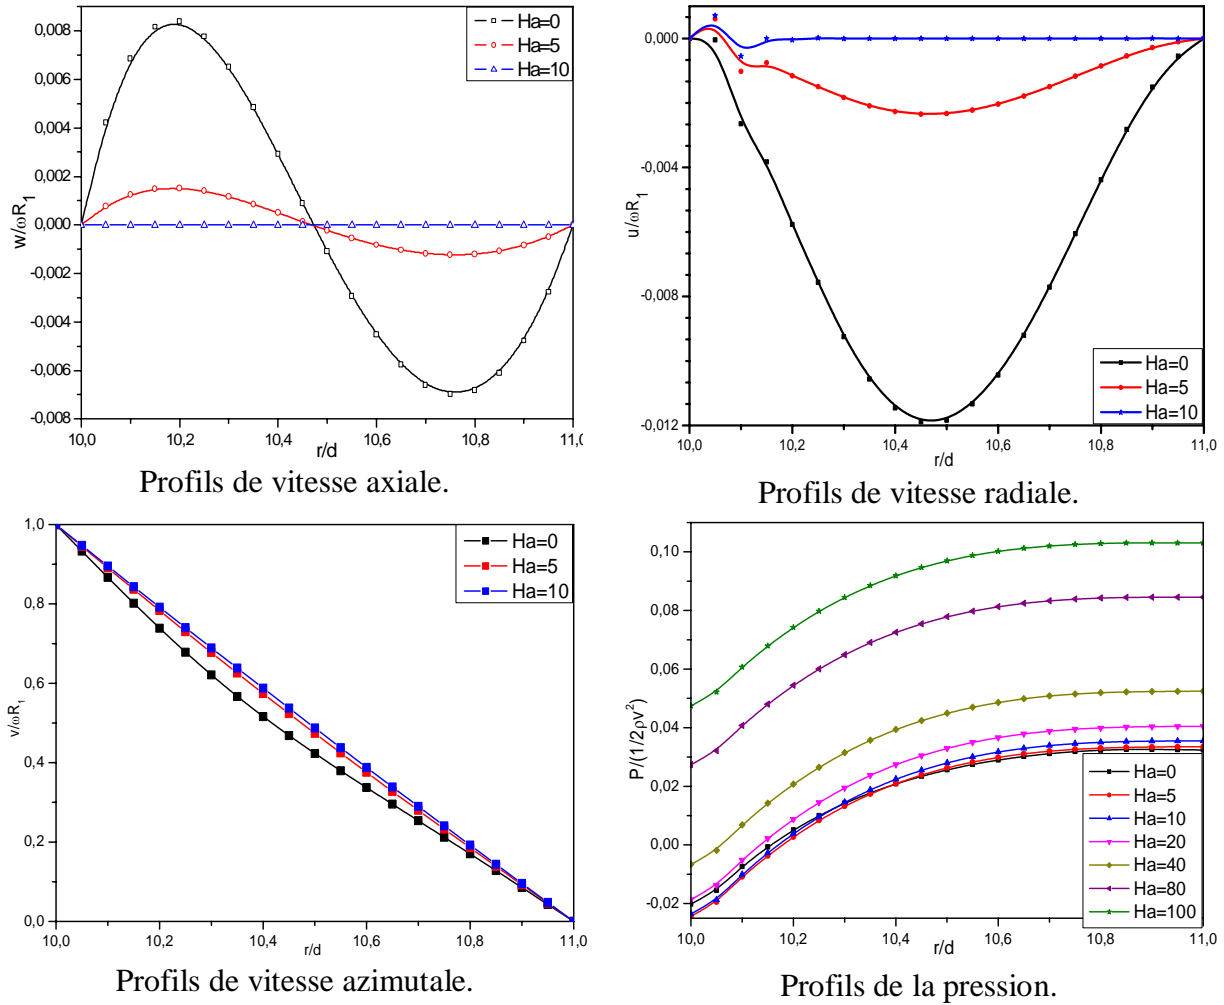 0,008
0,006
0,004
0,002
0,000
-0,002
-0,004
-0,006
-0,008
w/ωR1
10,0
10,2
10,4
10,6
10,8
11,0
r/d
Ha=0
Ha=5
Ha=10
Profils de vitesse axiale.
0,000
-0,004
-0,008
-0,012
u/ωR1
10,0
10,2
10,4
10,6
10,8
11,0
r/d
Ha=0
Ha=5
Ha=10
Profils de vitesse radiale.
1,0
0,8
0,6
0,4
0,2
0,0
v/ωR1
10,0
10,2
10,4
10,6
10,8
11,0
r/d
Ha=0
Ha=5
Ha=10
Profils de vitesse azimutale.
0,10
0,08
0,06
0,04
0,02
0,00
-0,02
P/(1/2ρv²)
10,0
10,2
10,4
10,6
10,8
11,0
r/d
Ha=0
Ha=5
Ha=10
Ha=20
Ha=40
Ha=80
Ha=100
Profils de la pression.